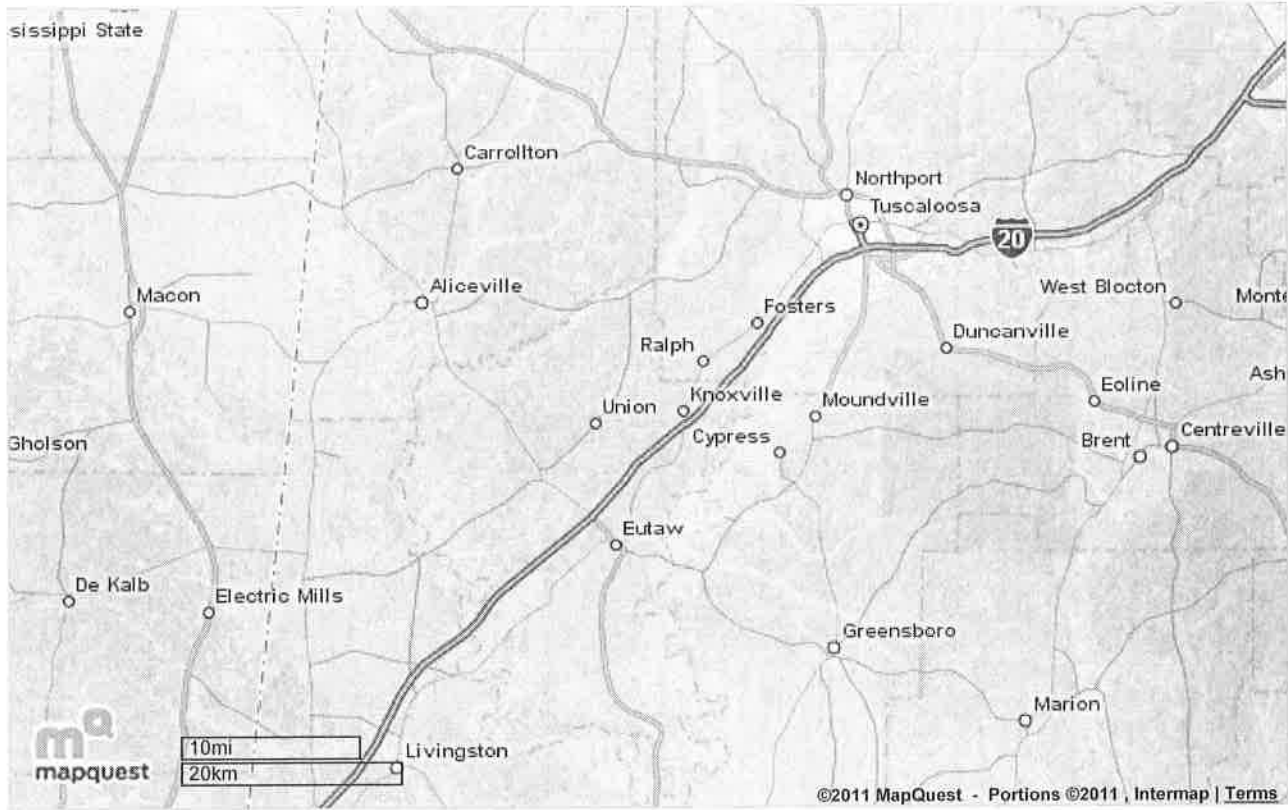 sissippi State
Carrollton
Northport
Tuscaloosa
20
Macon
Aliceville
West Blocton
Monte
Fosters
Ralph
Duncanville
Ash
Eoline
Union
Knoxville
Moundville
Gholson
Cypress
Brent
Centreville
Eutaw
De Kalb
Electric Mills
Greensboro
Marion
mq
mapquest
10mi
20km
Livingston
©2011 MapQuest - Portions ©2011 , Intermap | Terms